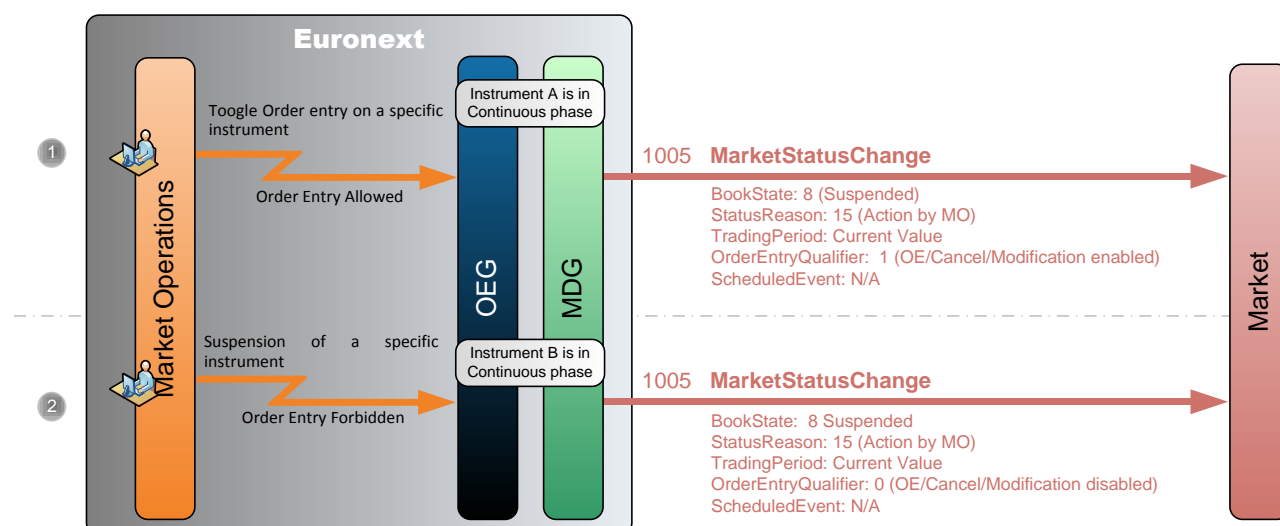 Euronext
Market Operations
OEG
MDG
Market
1
Toogle Order entry on a specific
instrument
Order Entry Allowed
Instrument A is in
Continuous phase
1005 MarketStatusChange
BookState: 8 (Suspended)
StatusReason: 15 (Action by MO)
TradingPeriod: Current Value
OrderEntryQualifier: 1 (OE/Cancel/Modification enabled)
ScheduledEvent: N/A
2
Suspension of a specific
instrument
Order Entry Forbidden
Instrument B is in
Continuous phase
1005 MarketStatusChange
BookState: 8 Suspended
StatusReason: 15 (Action by MO)
TradingPeriod: Current Value
OrderEntryQualifier: 0 (OE/Cancel/Modification disabled)
ScheduledEvent: N/A